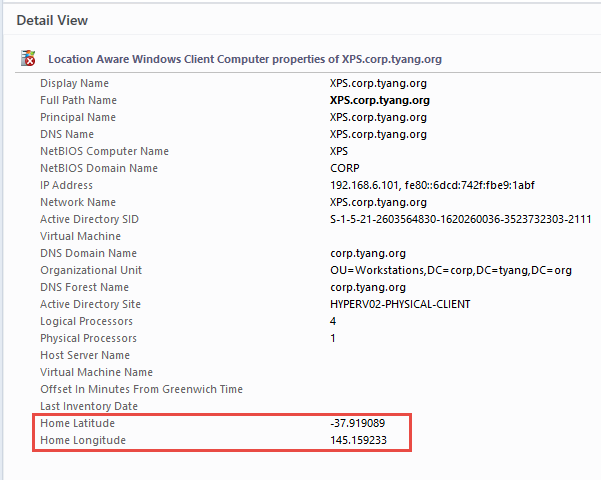 Detail View
Location Aware Windows Client Computer properties of XPS.corp.tyang.org
Display Name XPS.corp.tyang.org
Full Path Name XPS.corp.tyang.org
Principal Name XPS.corp.tyang.org
DNS Name XPS.corp.tyang.org
NetBIOS Computer Name XPS
NetBIOS Domain Name CORP
IP Address 192.168.6.101, fe80::6dcd:742f:fbe9:1abf
Network Name XPS.corp.tyang.org
Active Directory SID S-1-5-21-2603564830-1620260036-3523732303-2111
Virtual Machine
DNS Domain Name corp.tyang.org
Organizational Unit OU=Workstations,DC=corp,DC=tyang,DC=org
DNS Forest Name corp.tyang.org
Active Directory Site HYPERV02-PHYSICAL-CLIENT
Logical Processors 4
Physical Processors 1
Host Server Name
Virtual Machine Name
Offset In Minutes From Greenwich Time
Last Inventory Date
Home Latitude -37.919089
Home Longitude 145.159233